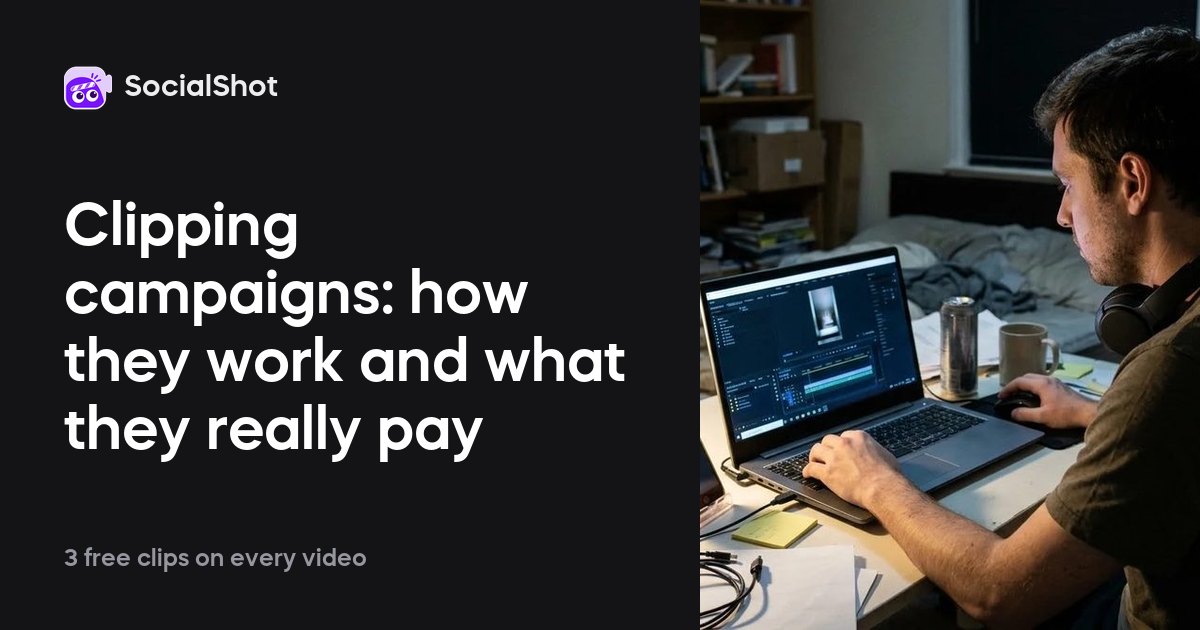 SocialShot
Clipping
campaigns: how
they work and what
they really pay
3 free clips on every video